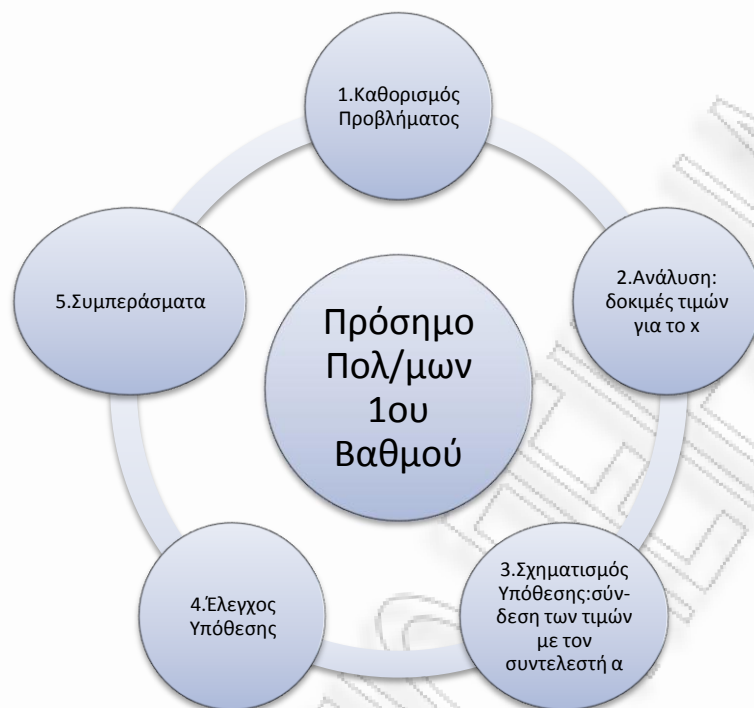 1.Καθορισμός
Προβλήματος
2.Ανάλυση:
δοκιμές τιμών
για το x
3.Σχηματισμός
Υπόθεσης:σύν-
δεση των τιμών
με τον
συντελεστή α
4.Έλεγχος
Υπόθεσης
5.Συμπεράσματα
Πρόσημο
Πολ/μων
1ου
Βαθμού